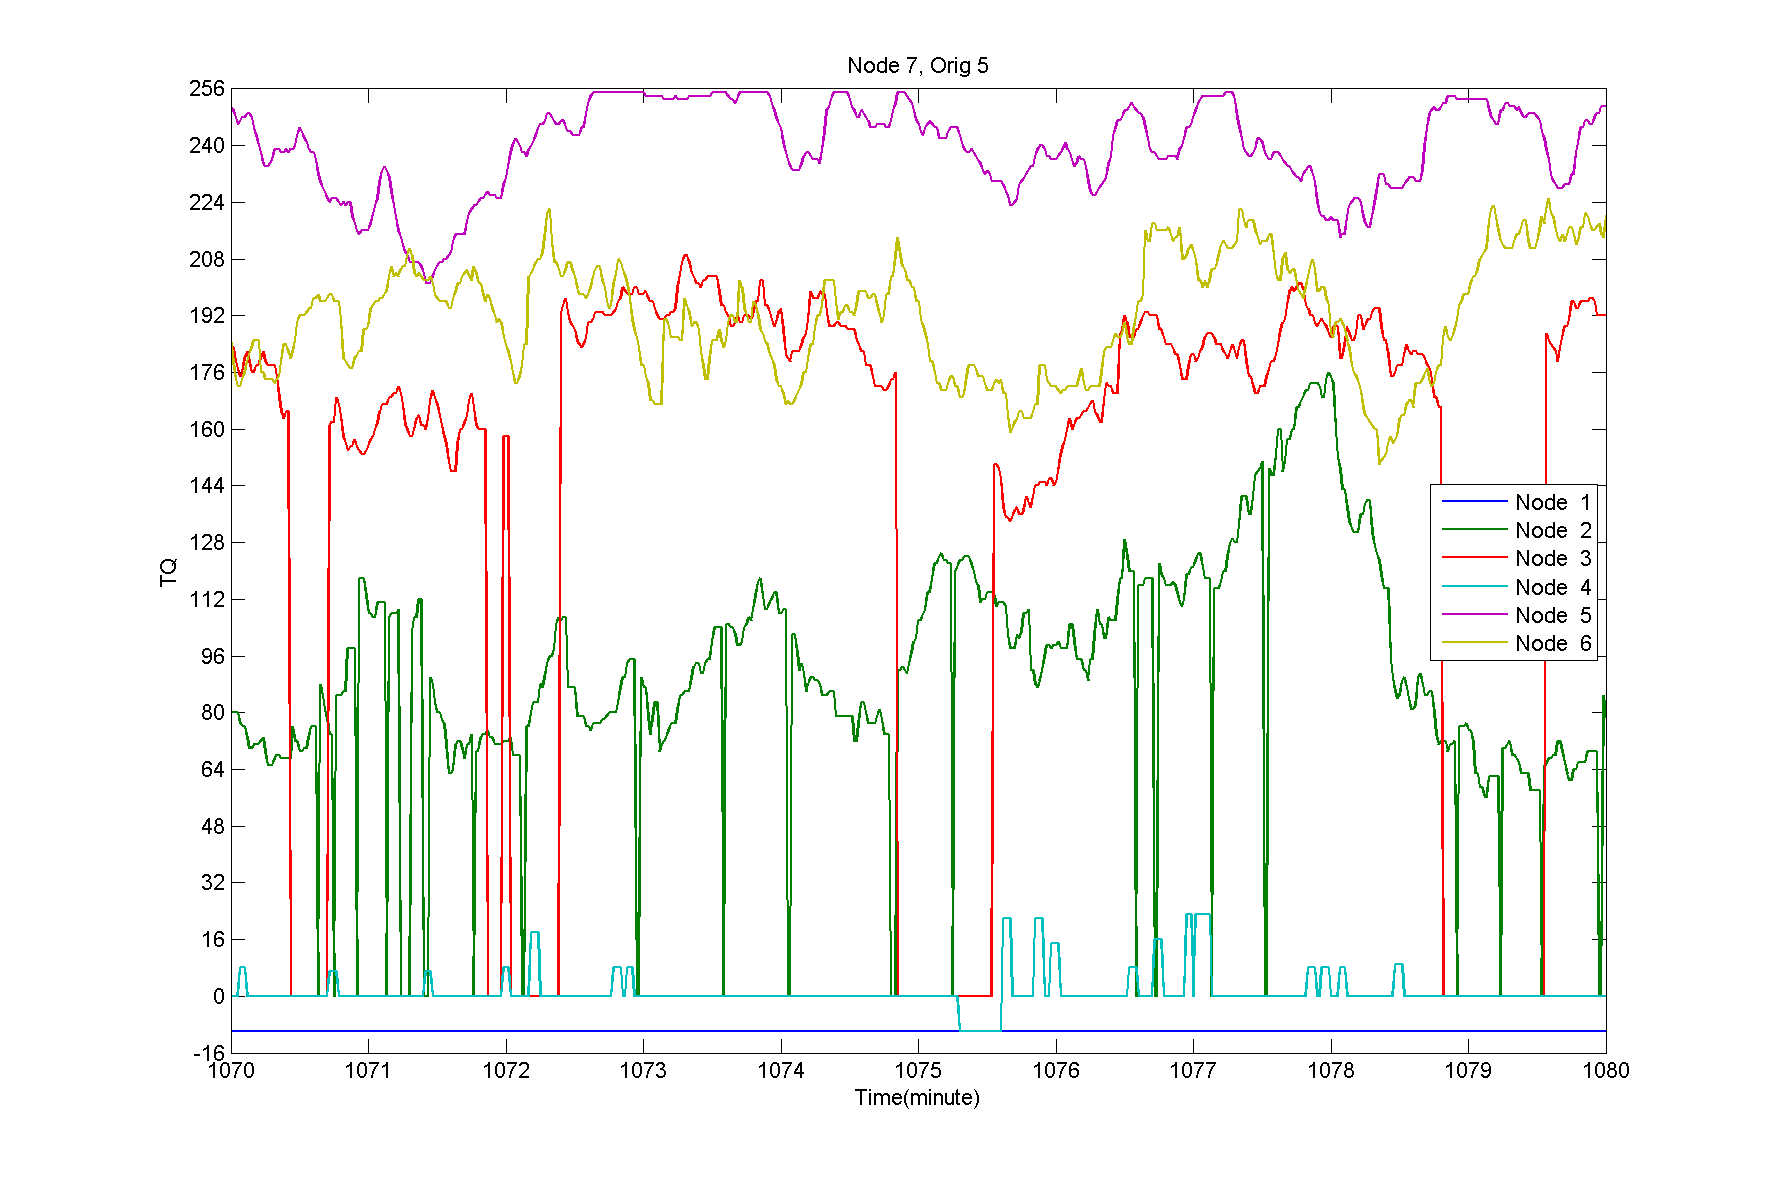 Node 7, Orig 5
256
240
224
208
192
176
160
144
128
112
96
80
64
48
32
16
0
-16
TQ
Node 1
Node 2
Node 3
Node 4
Node 5
Node 6
1070 1071 1072 1073 1074 1075 1076 1077 1078 1079 1080
Time(minute)